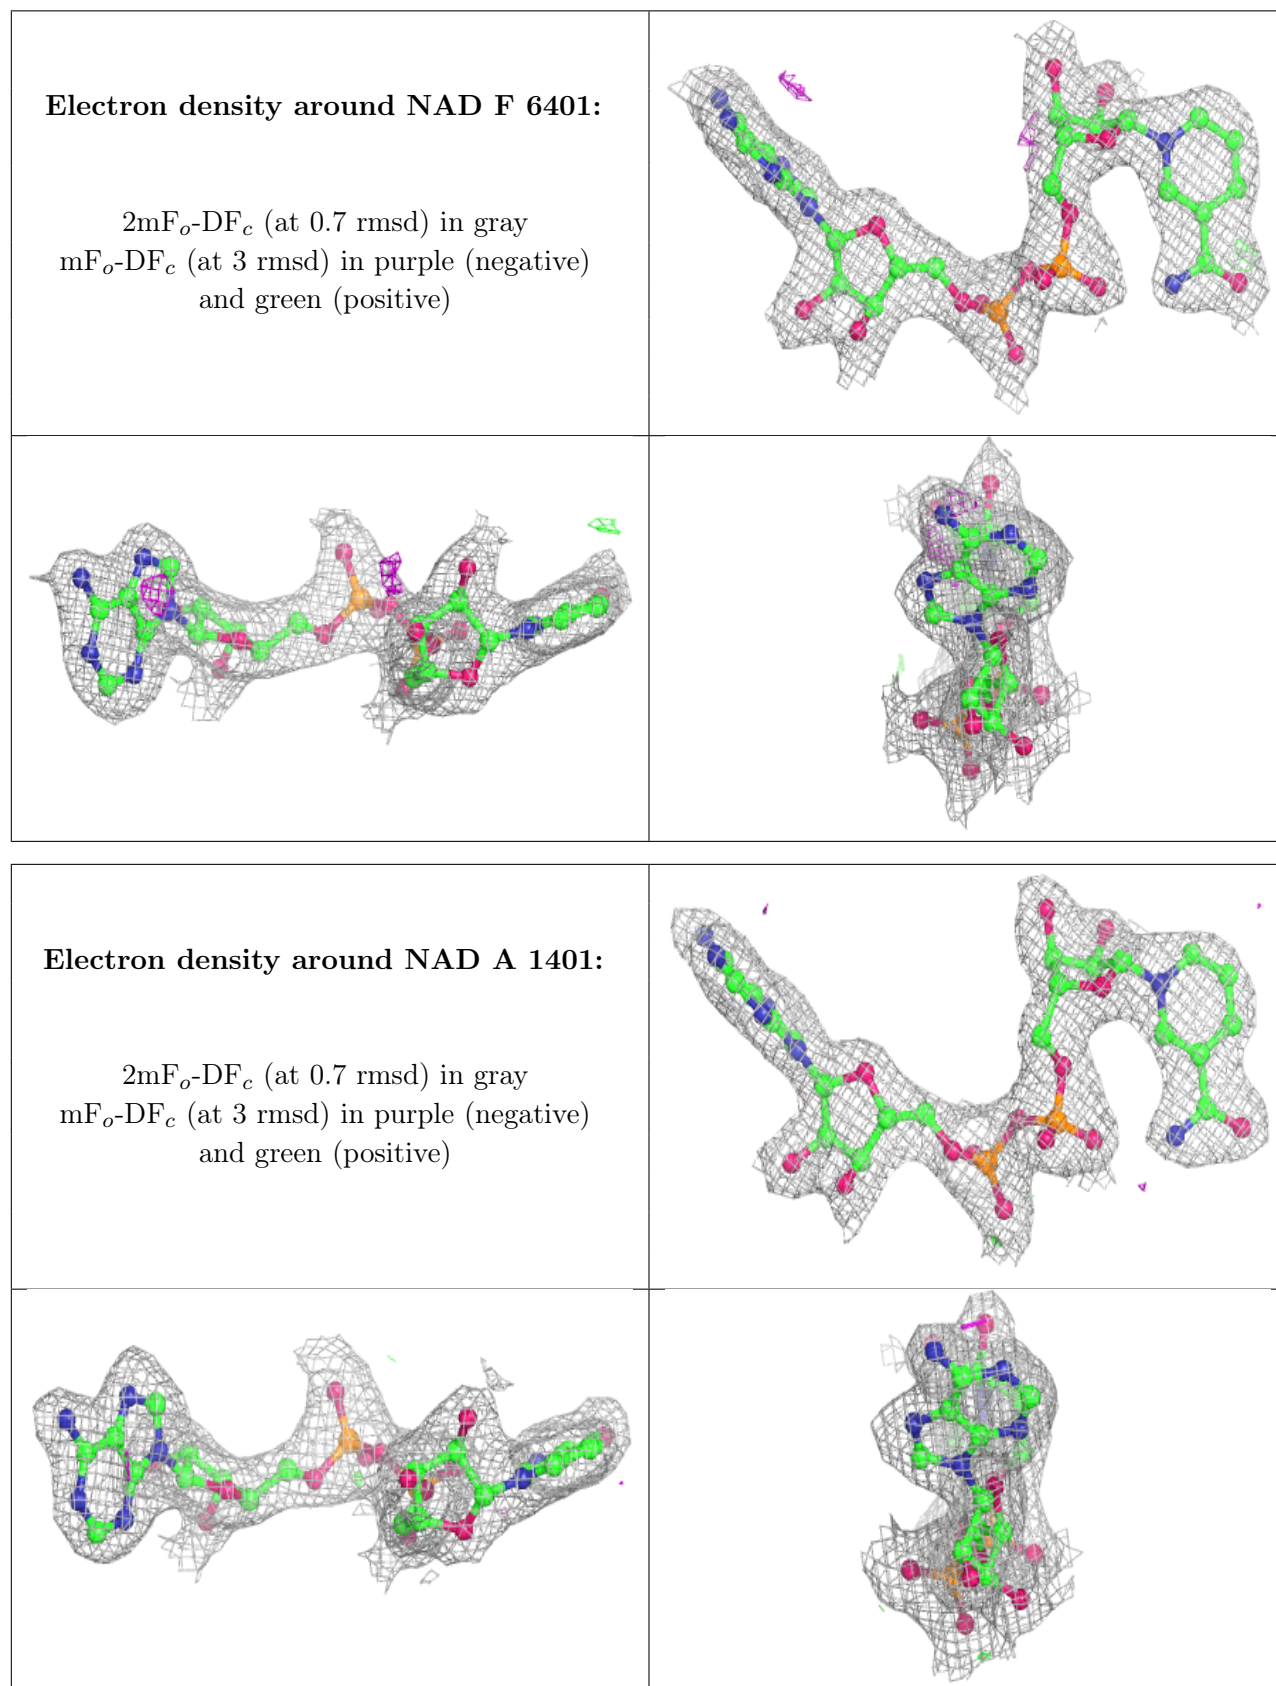 Electron density around NAD F 6401:
2mFo-DFc (at 0.7 rmsd) in gray
mFo-DFc (at 3 rmsd) in purple (negative)
and green (positive)
Electron density around NAD A 1401:
2mFo-DFc (at 0.7 rmsd) in gray
mFo-DFc (at 3 rmsd) in purple (negative)
and green (positive)